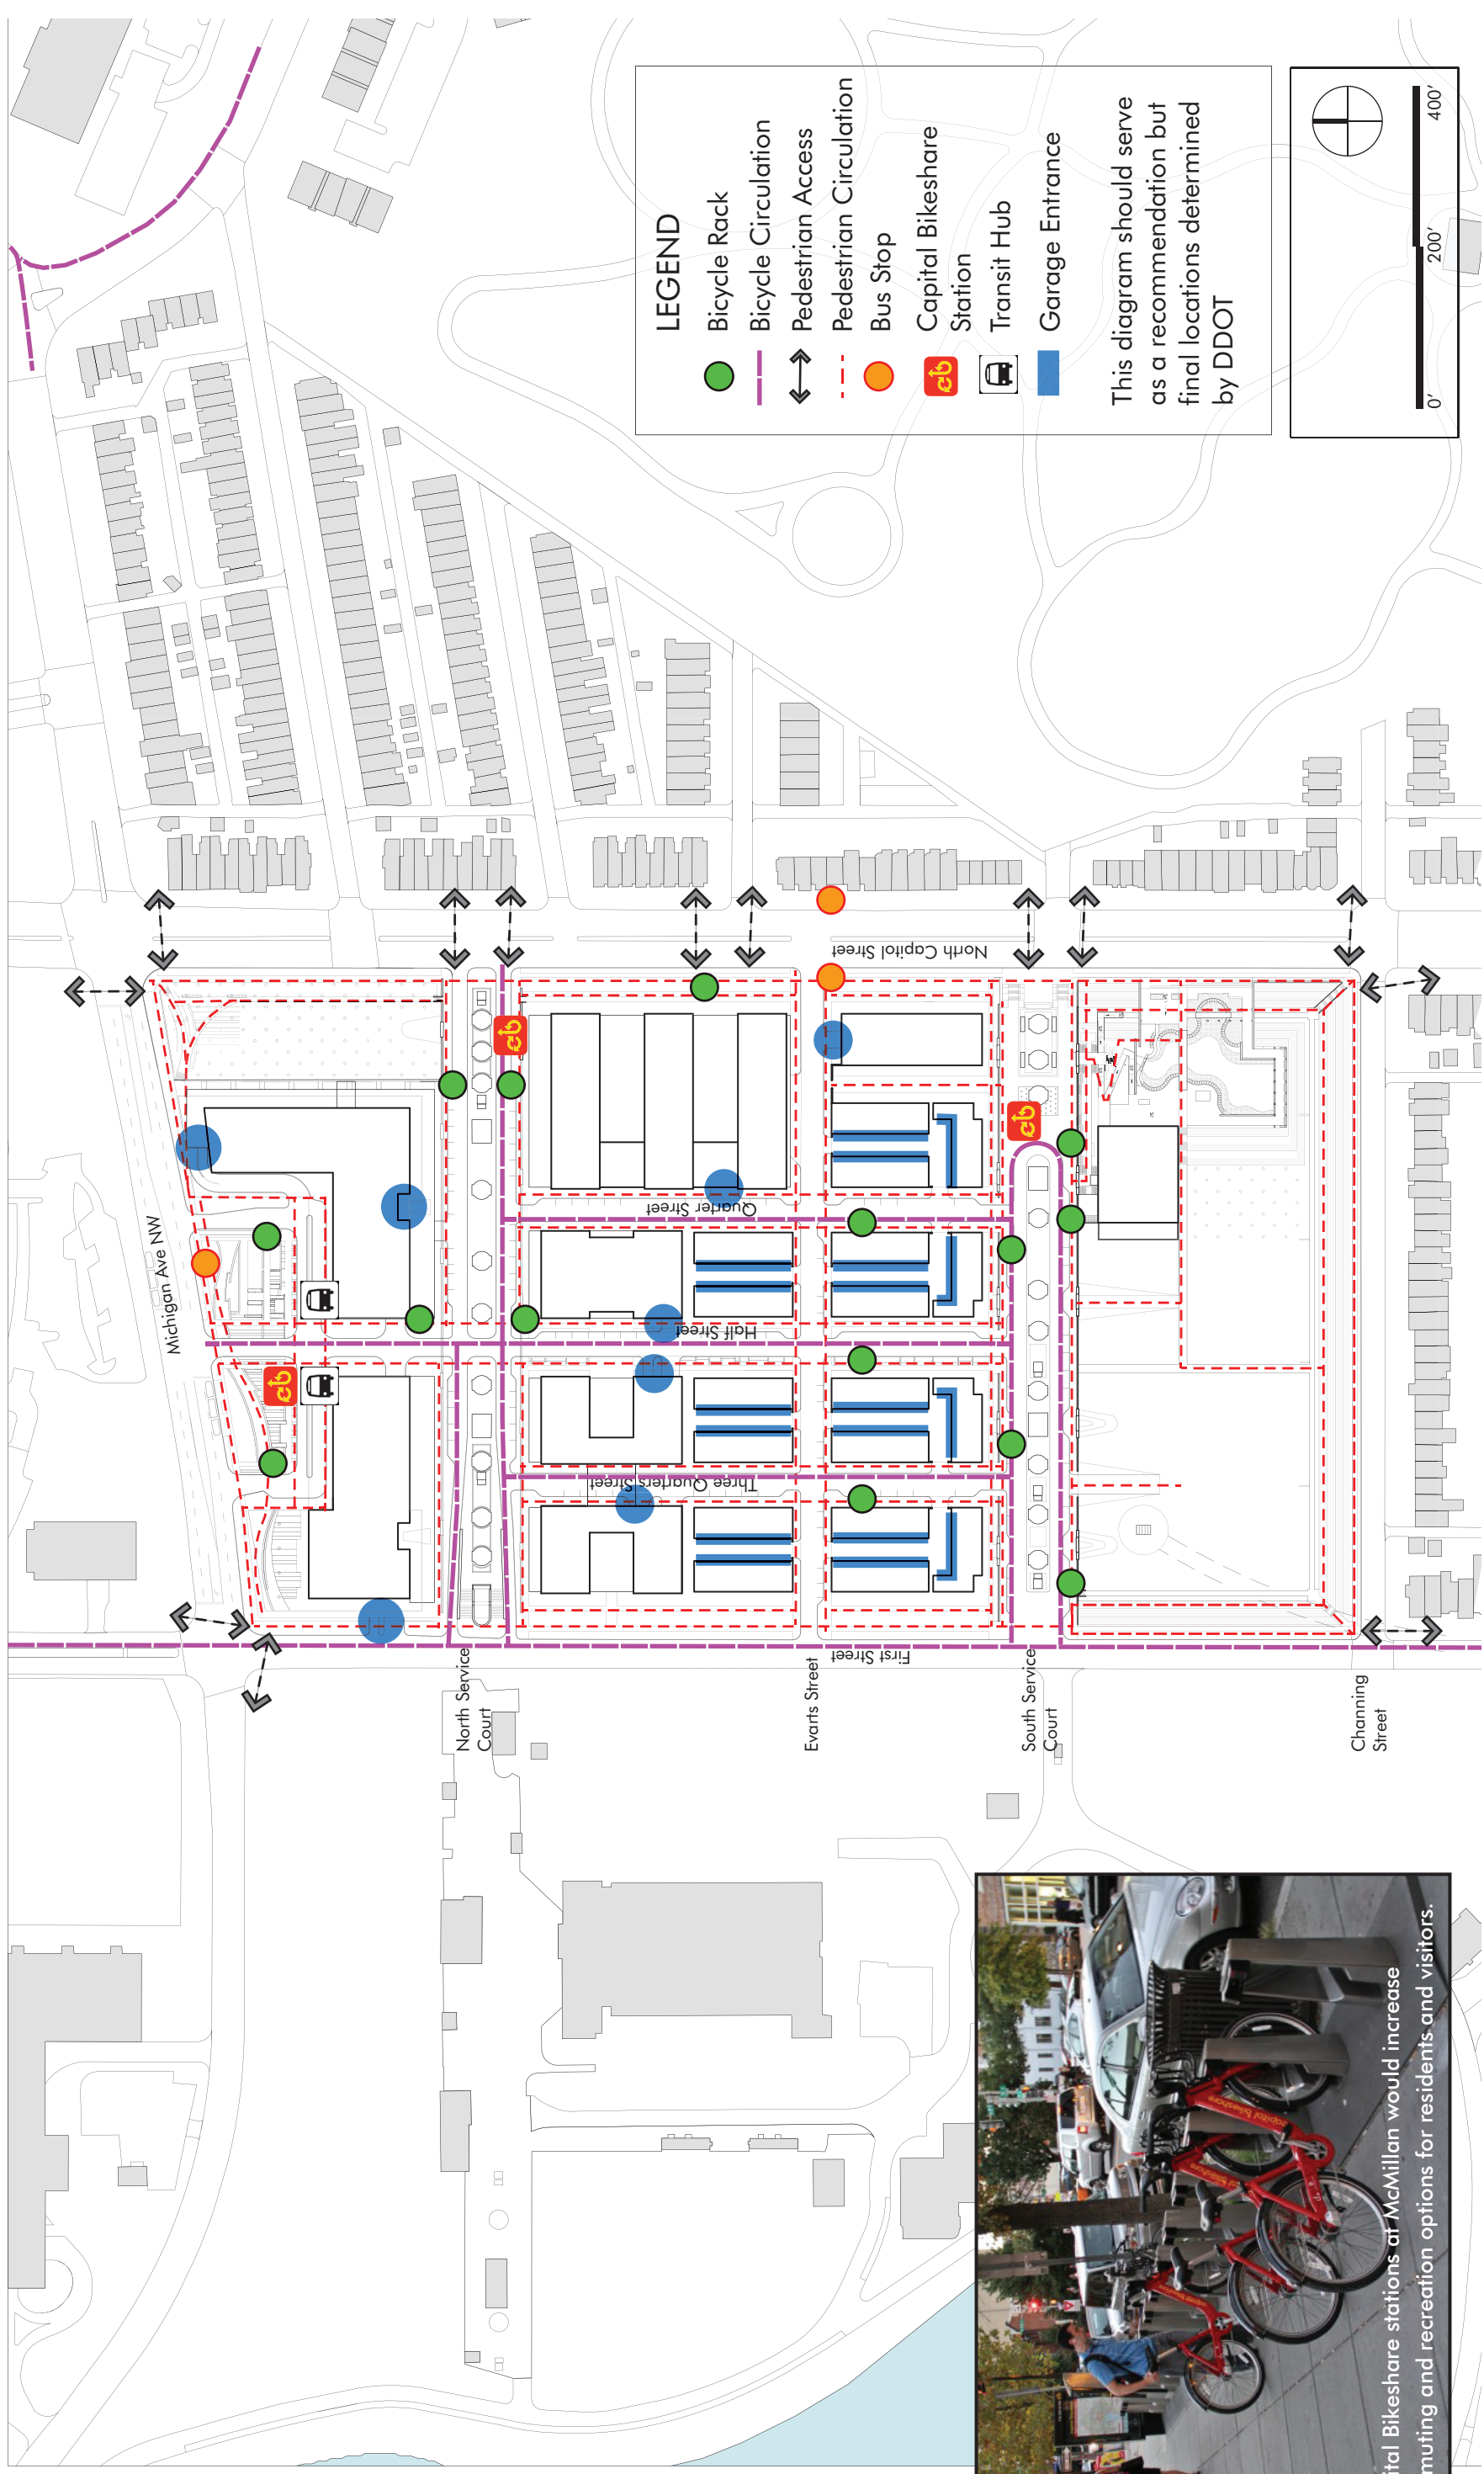 LEGEND
Bicycle Rack
Bicycle Circulation
Pedestrian Access
Pedestrian Circulation
Bus Stop
Capital Bikeshare
Station
Transit Hub
Garage Entrance
This diagram should serve
as a recommendation but
final locations determined
by DDOT
0'
200'
400'
Michigan Ave NW
North Capitol Street
Quarter Street
Half Street
Three Quarters Street
First Street
North Service
Court
Evarts Street
South Service
Court
Channing
Street
ital Bikeshare stations at McMillan would increase
muting and recreation options for residents and visitors.
capital bikeshare